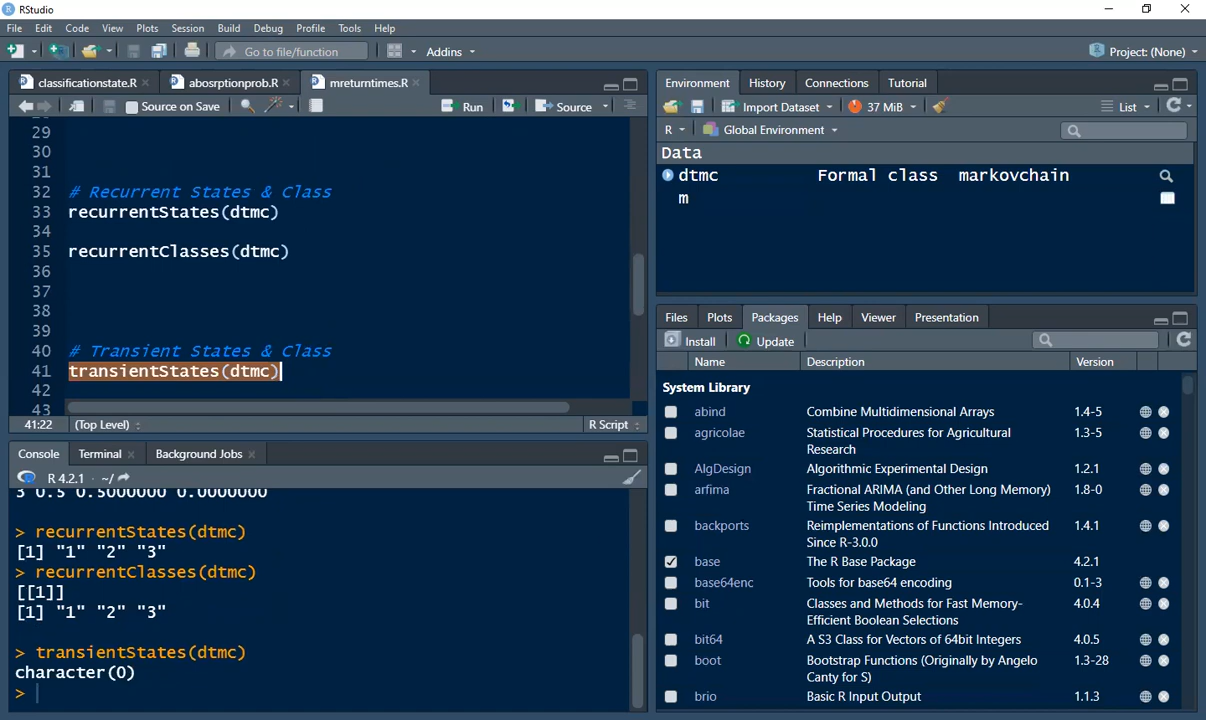 RStudio
File Edit Code View Plots Session Build Debug Profile Tools Help
Go to file/function Addins Project: (None)
classificationstate.R abosrptionprob.R mreturntimes.R
Source on Save Run Source
29
30
31
32 # Recurrent States & Class
33 recurrentStates(dtmc)
34
35 recurrentClasses(dtmc)
36
37
38
39
40 # Transient States & Class
41 transientStates(dtmc)
42
43
41:22 (Top Level) R Script
Console Terminal Background Jobs
R 4.2.1 · ~/
3 0.5 0.5000000 0.0000000
> recurrentStates(dtmc)
[1] "1" "2" "3"
> recurrentClasses(dtmc)
[[1]]
[1] "1" "2" "3"
> transientStates(dtmc)
character(0)
>
Environment History Connections Tutorial
Import Dataset 37 MiB List
R Global Environment
Data
dtmc Formal class markovchain
m
Files Plots Packages Help Viewer Presentation
Install Update
Name Description Version
System Library
abind Combine Multidimensional Arrays 1.4-5
agricolae Statistical Procedures for Agricultural 1.3-5
Research
AlgDesign Algorithmic Experimental Design 1.2.1
arfima Fractional ARIMA (and Other Long Memory) 1.8-0
Time Series Modeling
backports Reimplementations of Functions Introduced 1.4.1
Since R-3.0.0
base The R Base Package 4.2.1
base64enc Tools for base64 encoding 0.1-3
bit Classes and Methods for Fast Memory- 4.0.4
Efficient Boolean Selections
bit64 A S3 Class for Vectors of 64bit Integers 4.0.5
boot Bootstrap Functions (Originally by Angelo 1.3-28
Canty for S)
brio Basic R Input Output 1.1.3